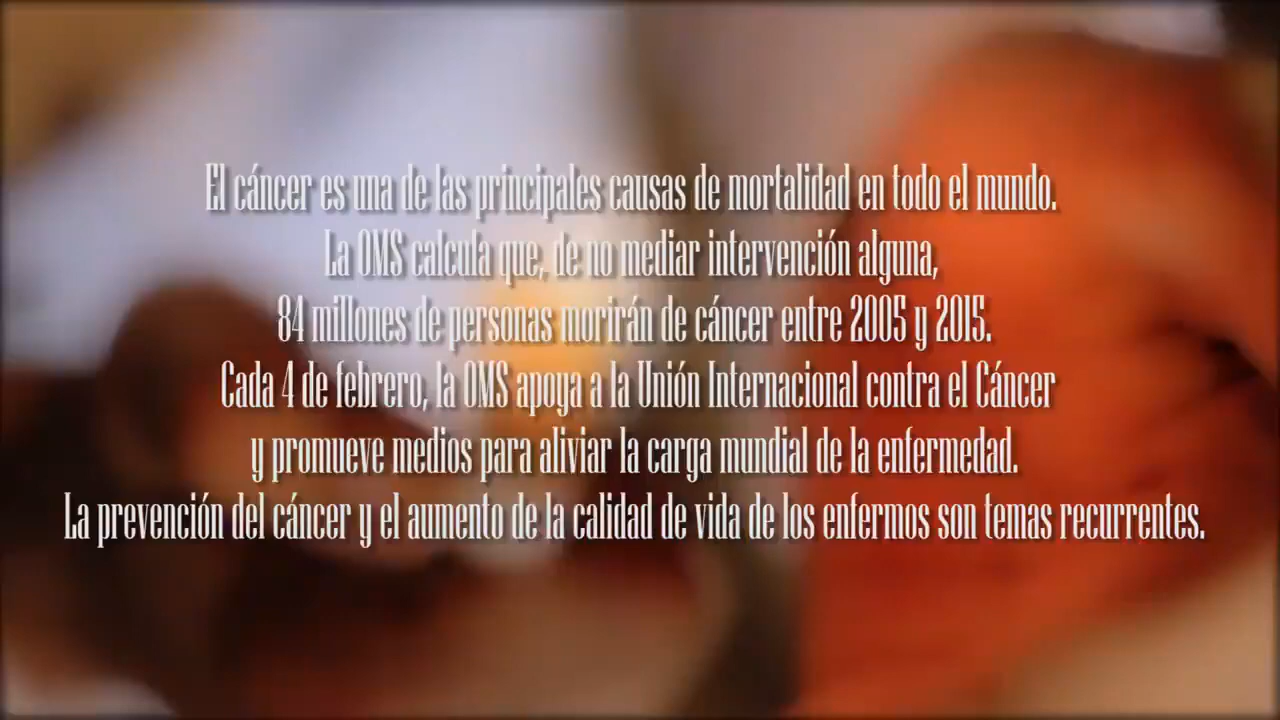 El cáncer es una de las principales causas de mortalidad en todo el mundo.
La OMS calcula que, de no mediar intervención alguna,
84 millones de personas morirán de cáncer entre 2005 y 2015.
Cada 4 de febrero, la OMS apoya a la Unión Internacional contra el Cáncer
y promueve medios para aliviar la carga mundial de la enfermedad.
La prevención del cáncer y el aumento de la calidad de vida de los enfermos son temas recurrentes.